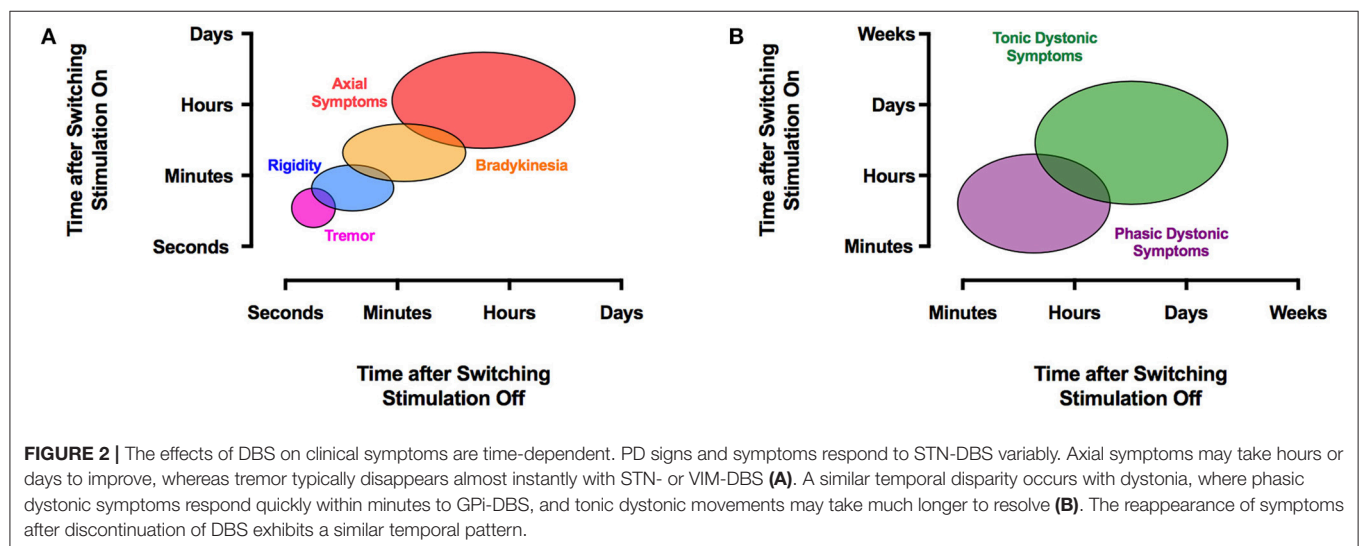 A
Time after Switching
Stimulation On
Days
Hours
Minutes
Seconds
Axial
Symptoms
Rigidity
Bradykinesia
Tremor
Seconds
Minutes
Hours
Days
Time after Switching
Stimulation Off
B
Time after Switching
Stimulation On
Weeks
Days
Hours
Minutes
Tonic Dystonic
Symptoms
Phasic Dystonic
Symptoms
Minutes
Hours
Days
Weeks
Time after Switching
Stimulation Off
FIGURE 2 | The effects of DBS on clinical symptoms are time-dependent. PD signs and symptoms respond to STN-DBS variably. Axial symptoms may take hours or
days to improve, whereas tremor typically disappears almost instantly with STN- or VIM-DBS (A). A similar temporal disparity occurs with dystonia, where phasic
dystonic symptoms respond quickly within minutes to GPi-DBS, and tonic dystonic movements may take much longer to resolve (B). The reappearance of symptoms
after discontinuation of DBS exhibits a similar temporal pattern.